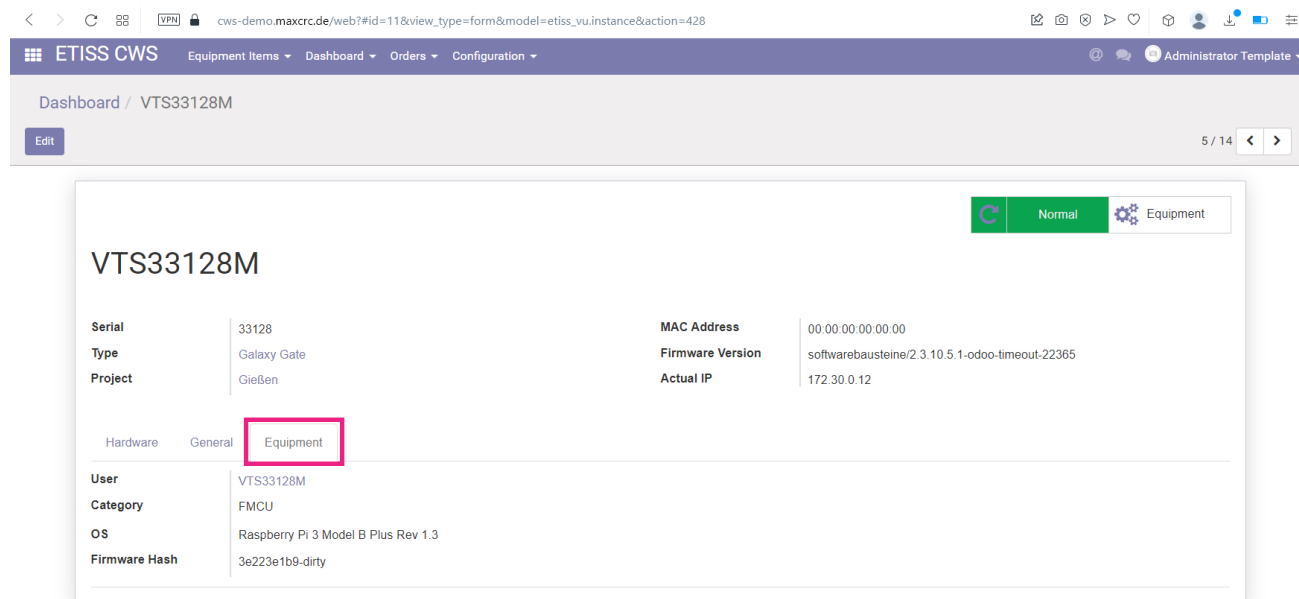 VPN cws-demo.maxcrc.de/web?#id=11&view_type=form&model=etiss_vu.instance&action=428
ETISS CWS Equipment Items Dashboard Orders Configuration @ Administrator Template
Dashboard / VTS33128M
Edit 5 / 14
Normal Equipment
VTS33128M
Serial 33128 MAC Address 00:00:00:00:00:00
Type Galaxy Gate Firmware Version softwarebausteine/2.3.10.5.1-odoo-timeout-22365
Project Gießen Actual IP 172.30.0.12
Hardware General Equipment
User VTS33128M
Category FMCU
OS Raspberry Pi 3 Model B Plus Rev 1.3
Firmware Hash 3e223e1b9-dirty